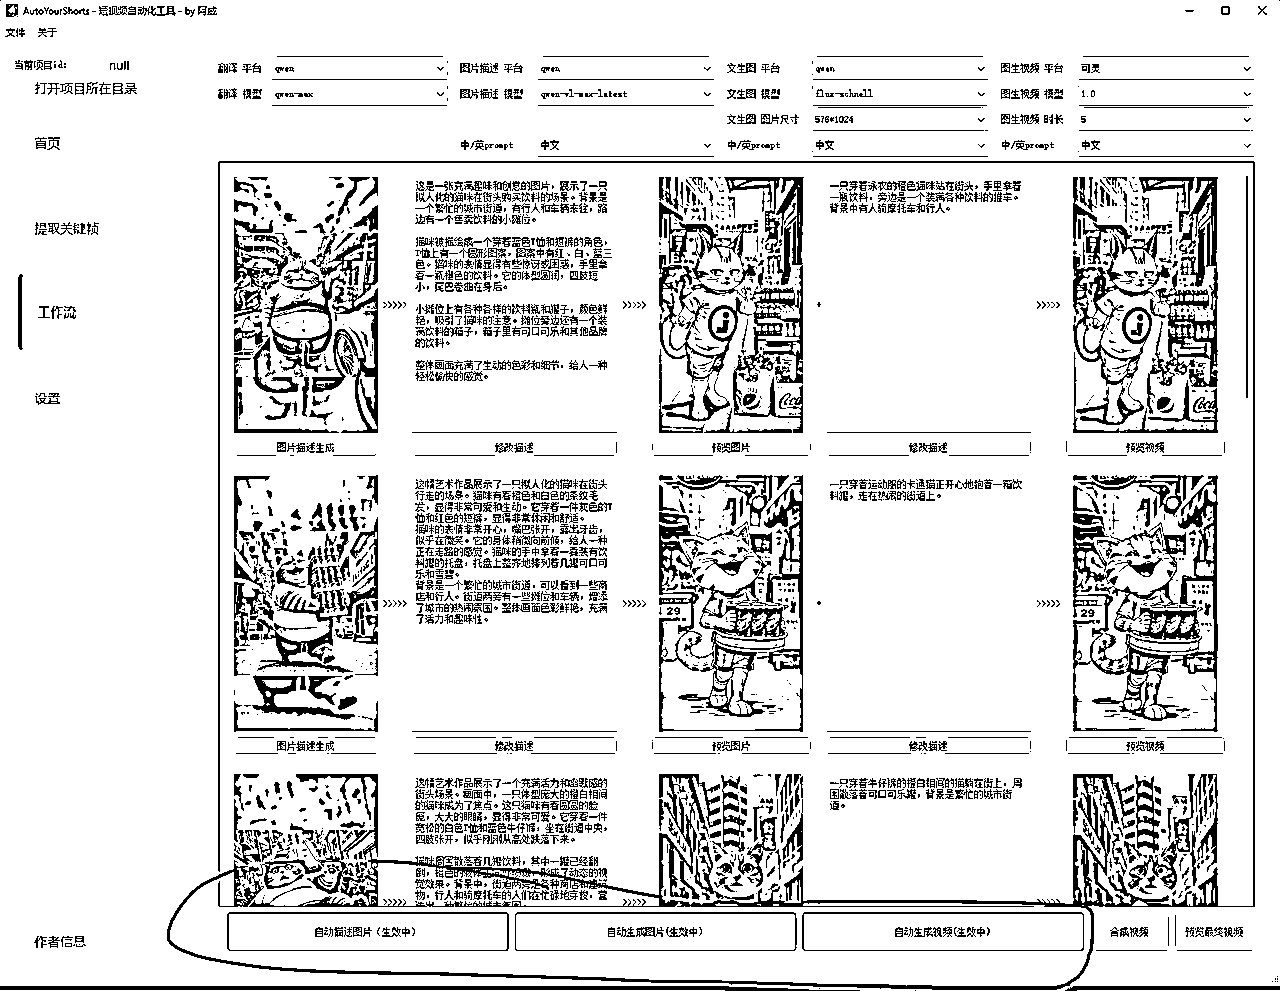 AutoYourShorts - 短视频自动化工具 - by 阿威
文件 关于
当前项目id: null
打开项目所在目录
首页
提取关键帧
工作流
设置
作者信息
翻译 平台 qwen
图片描述 平台 qwen
文生图 平台 qwen
图生视频 平台 可灵
翻译 模型 qwen-max
图片描述 模型 qwen-vl-max-latest
文生图 模型 flux-schnell
图生视频 模型 1.0
文生图 图片尺寸 576*1024
图生视频 时长 5
中/英prompt 中文
中/英prompt 中文
中/英prompt 中文
这是一张充满趣味和创意的图片,展示了一只
拟人化的猫咪在街头购买饮料的场景。背景是
一个繁忙的城市街道,有行人和车辆来往,路
边有一个售卖饮料的小摊位。
猫咪被描绘成一个穿着蓝色T恤和短裤的角色,
T恤上有一个圆形图案,图案中有红、白、蓝三
色。猫咪的表情显得有些惊讶或困惑,手里拿
着一瓶橙色的饮料。它的体型圆润,四肢短
小,尾巴卷曲在身后。
小摊位上有各种各样的饮料瓶和罐子,颜色鲜
艳,吸引了猫咪的注意。摊位旁边还有一个装
满饮料的箱子,箱子里有可口可乐和其他品牌
的饮料。
整体画面充满了生动的色彩和细节,给人一种
轻松愉快的感觉。
一只穿着泳衣的橙色猫咪站在街头,手里拿着
一瓶饮料,旁边是一个装满各种饮料的推车。
背景中有人骑摩托车和行人。
Coca
图片描述生成
修改描述
预览图片
修改描述
预览视频
这幅艺术作品展示了一只拟人化的猫咪在街头
行走的场景。猫咪有着橙色和白色的条纹毛
发,显得非常可爱和生动。它穿着一件灰色的T
恤和红色的短裤,显得非常休闲和舒适。
猫咪的表情非常开心,嘴巴张开,露出牙齿,
似乎在微笑。它的身体稍微向前倾,给人一种
正在走路的感觉。猫咪的手中拿着一盘装有饮
料罐的托盘,托盘上整齐地排列着几罐可口可
乐和雪碧。
背景是一个繁忙的城市街道,可以看到一些商
店和行人。街道两旁有一些摊位和车辆,增添
了城市的热闹氛围。整体画面色彩鲜艳,充满
了活力和趣味性。
一只穿着运动服的卡通猫正开心地抱着一箱饮
料罐,走在热闹的街道上。
29
29
图片描述生成
修改描述
预览图片
修改描述
预览视频
这幅艺术作品展示了一个充满活力和幽默感的
街头场景。画面中,一只体型庞大的橙白相间
的猫咪成为了焦点。这只猫咪有着圆圆的脸
庞,大大的眼睛,显得非常可爱。它穿着一件
宽松的白色T恤和蓝色牛仔裤,坐在街道中央,
四肢张开,似乎刚刚从高处跌落下来。
猫咪周围散落着几罐饮料,其中一罐已经翻
倒,橙色的液体,形成了动态的视
觉效果。背景中,街道两旁是各种商店和建筑
物,行人和骑摩托车的人们在忙碌地穿梭,营
一只穿着牛仔裤的橙白相间的猫躺在街上,周
围散落着可口可乐罐,背景是繁忙的城市街
道。
自动描述图片(生效中)
自动生成图片(生效中)
自动生成视频(生效中)
合成视频
预览最终视频